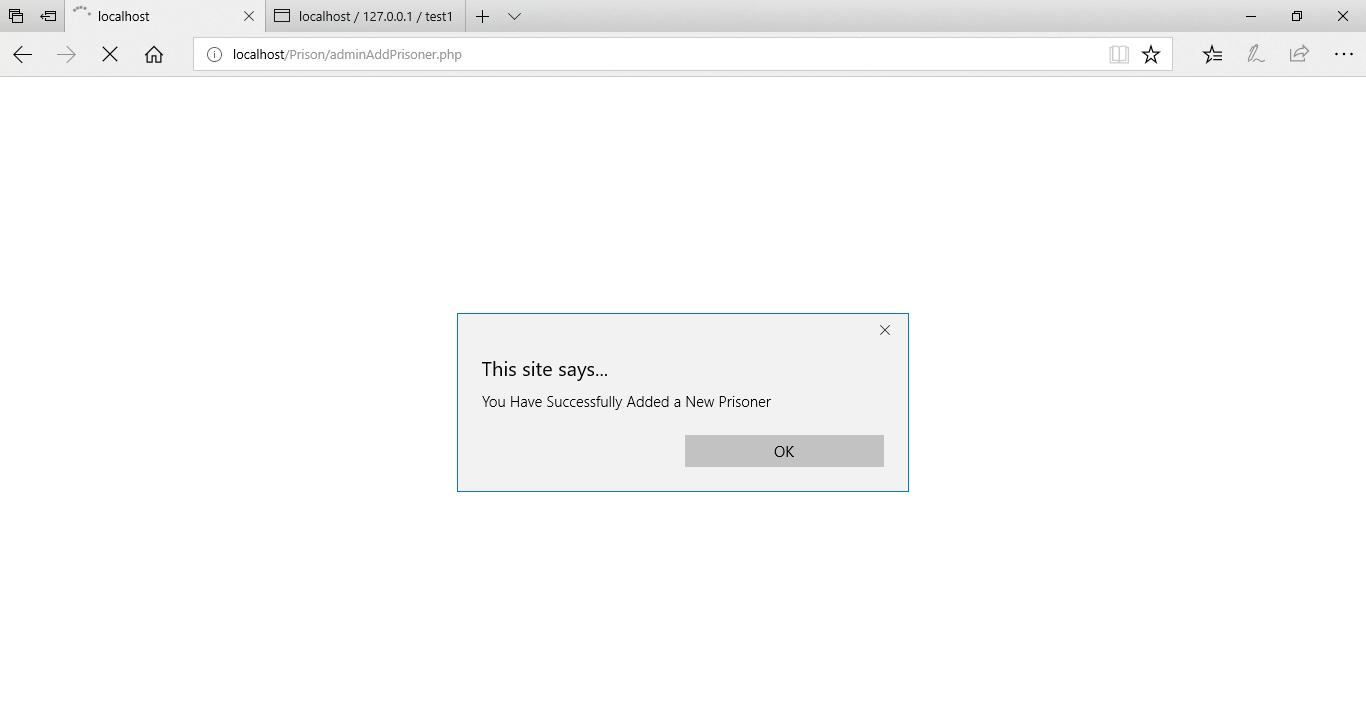 localhost
localhost / 127.0.0.1 / test1
localhost/Prison/adminAddPrisoner.php
This site says...
You Have Successfully Added a New Prisoner
OK